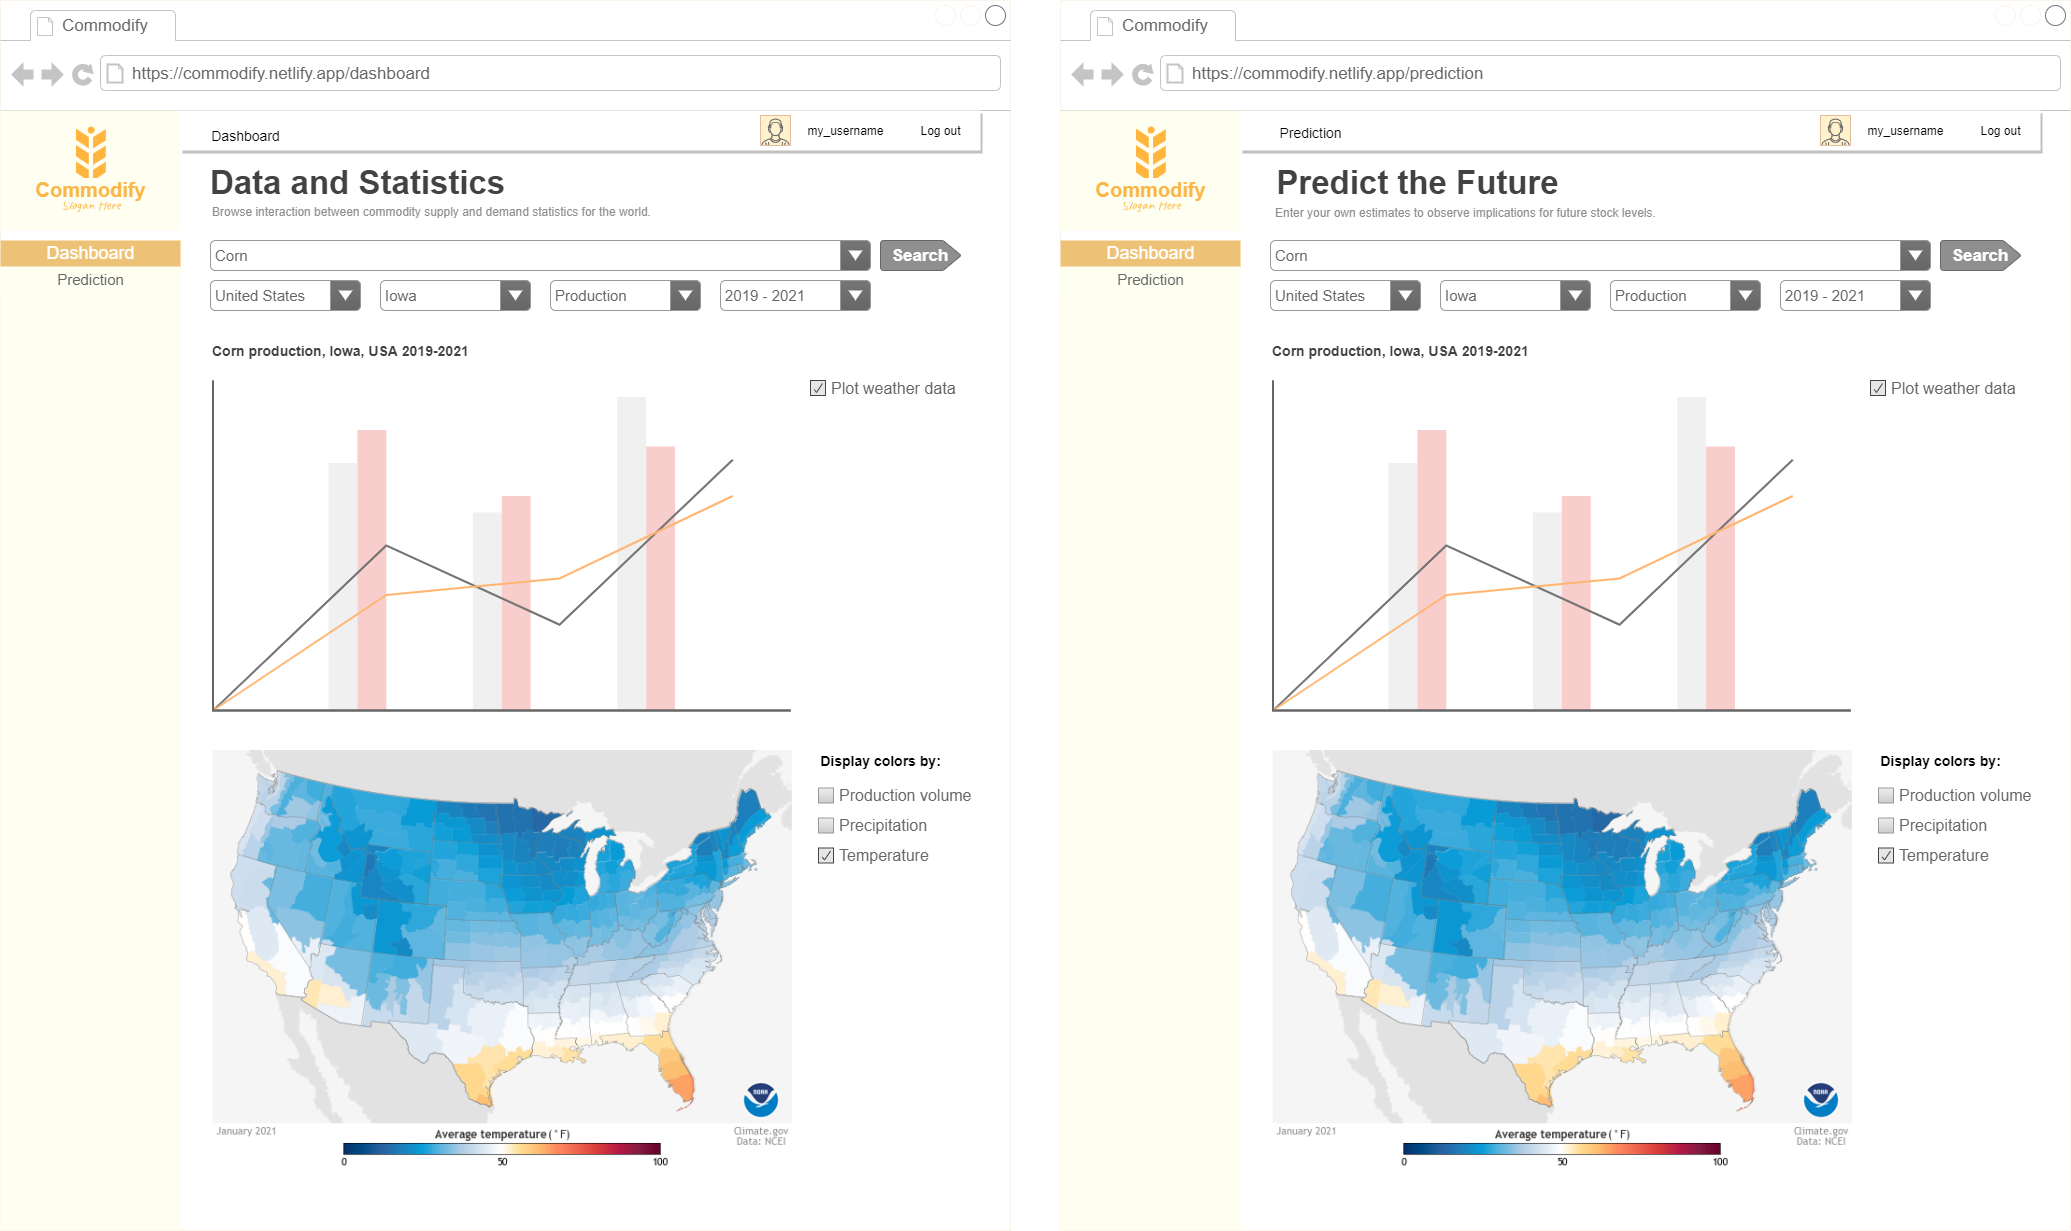 Commodify
https://commodify.netlify.app/dashboard
Commodify
Slogan Here
Dashboard
my_username
Log out
Data and Statistics
Browse interaction between commodity supply and demand statistics for the world.
Dashboard
Prediction
Corn
Search
United States
Iowa
Production
2019 - 2021
Corn production, Iowa, USA 2019-2021
Plot weather data
Display colors by:
Production volume
Precipitation
Temperature
NOAA
January 2021
Climate.gov
Data: NCEI
Average temperature (°F)
0
50
100
Commodify
https://commodify.netlify.app/prediction
Commodify
Slogan Here
Prediction
my_username
Log out
Predict the Future
Enter your own estimates to observe implications for future stock levels.
Dashboard
Prediction
Corn
Search
United States
Iowa
Production
2019 - 2021
Corn production, Iowa, USA 2019-2021
Plot weather data
Display colors by:
Production volume
Precipitation
Temperature
NOAA
January 2021
Climate.gov
Data: NCEI
Average temperature (°F)
0
50
100